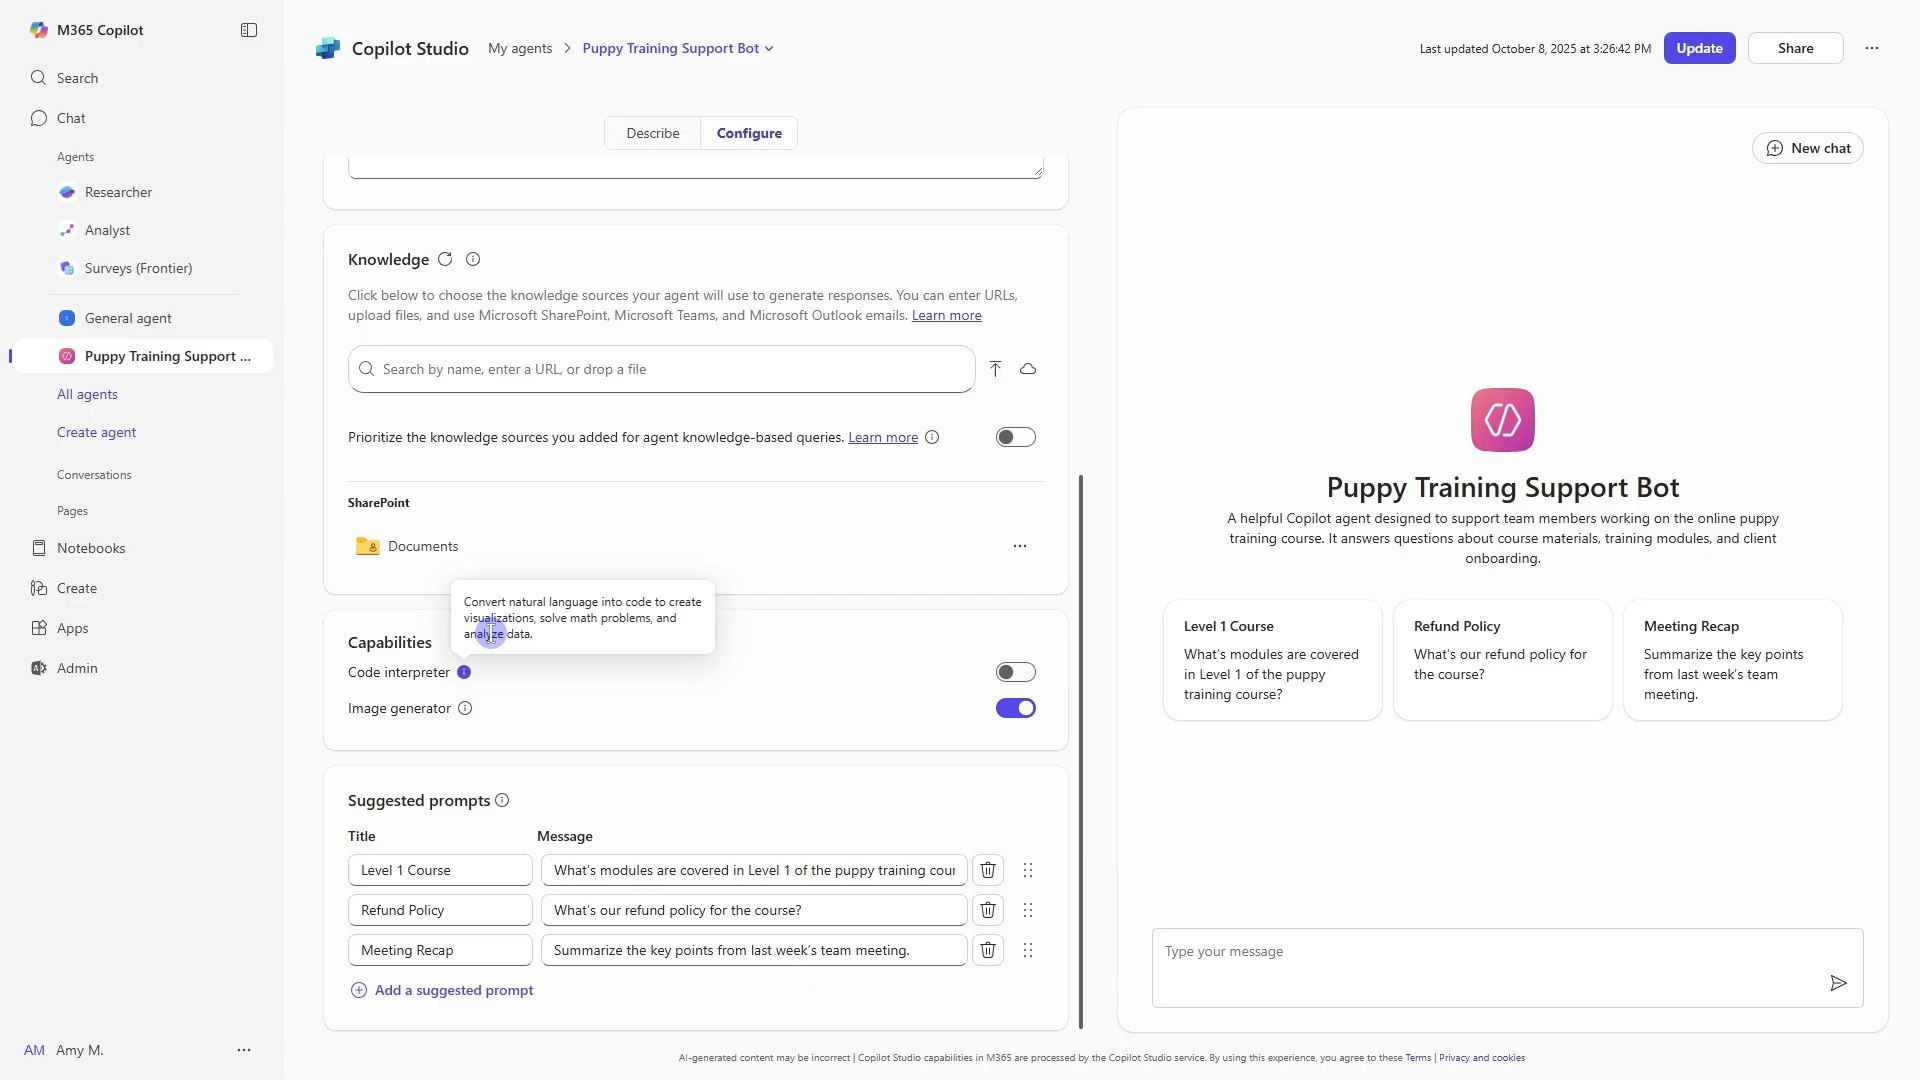 M365 Copilot
Search
Chat
Agents
Researcher
Analyst
Surveys (Frontier)
General agent
Puppy Training Support ...
All agents
Create agent
Conversations
Pages
Notebooks
Create
Apps
Admin
AM Amy M.
Copilot Studio
My agents > Puppy Training Support Bot
Last updated October 8, 2025 at 3:26:42 PM
Update
Share
Describe
Configure
Knowledge
Click below to choose the knowledge sources your agent will use to generate responses. You can enter URLs,
upload files, and use Microsoft SharePoint, Microsoft Teams, and Microsoft Outlook emails. Learn more
Search by name, enter a URL, or drop a file
Prioritize the knowledge sources you added for agent knowledge-based queries. Learn more
SharePoint
Documents
Convert natural language into code to create
visualizations, solve math problems, and
analyze data.
Capabilities
Code interpreter
Image generator
Suggested prompts
Title Message
Level 1 Course What's modules are covered in Level 1 of the puppy training cour
Refund Policy What's our refund policy for the course?
Meeting Recap Summarize the key points from last week's team meeting.
Add a suggested prompt
New chat
Puppy Training Support Bot
A helpful Copilot agent designed to support team members working on the online puppy
training course. It answers questions about course materials, training modules, and client
onboarding.
Level 1 Course
What's modules are covered
in Level 1 of the puppy
training course?
Refund Policy
What's our refund policy for
the course?
Meeting Recap
Summarize the key points
from last week's team
meeting.
Type your message
AI-generated content may be incorrect | Copilot Studio capabilities in M365 are processed by the Copilot Studio service. By using this experience, you agree to these Terms | Privacy and cookies